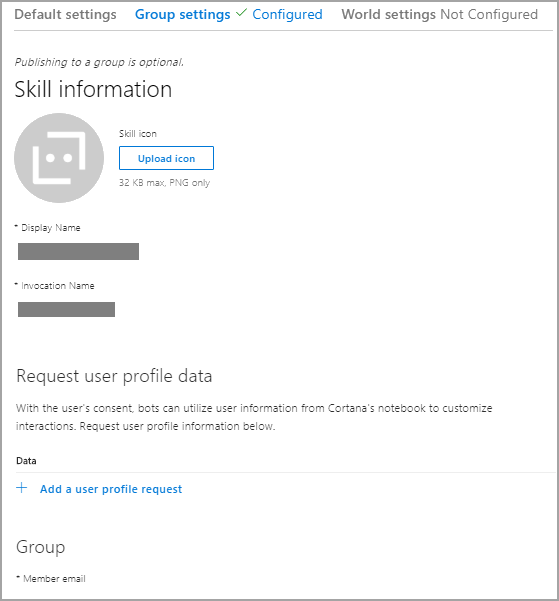 Default settings Group settings ✓ Configured World settings Not Configured
Publishing to a group is optional.
Skill information
Skill icon
Upload icon
32 KB max, PNG only
* Display Name
* Invocation Name
Request user profile data
With the user's consent, bots can utilize user information from Cortana's notebook to customize
interactions. Request user profile information below.
Data
+ Add a user profile request
Group
* Member email